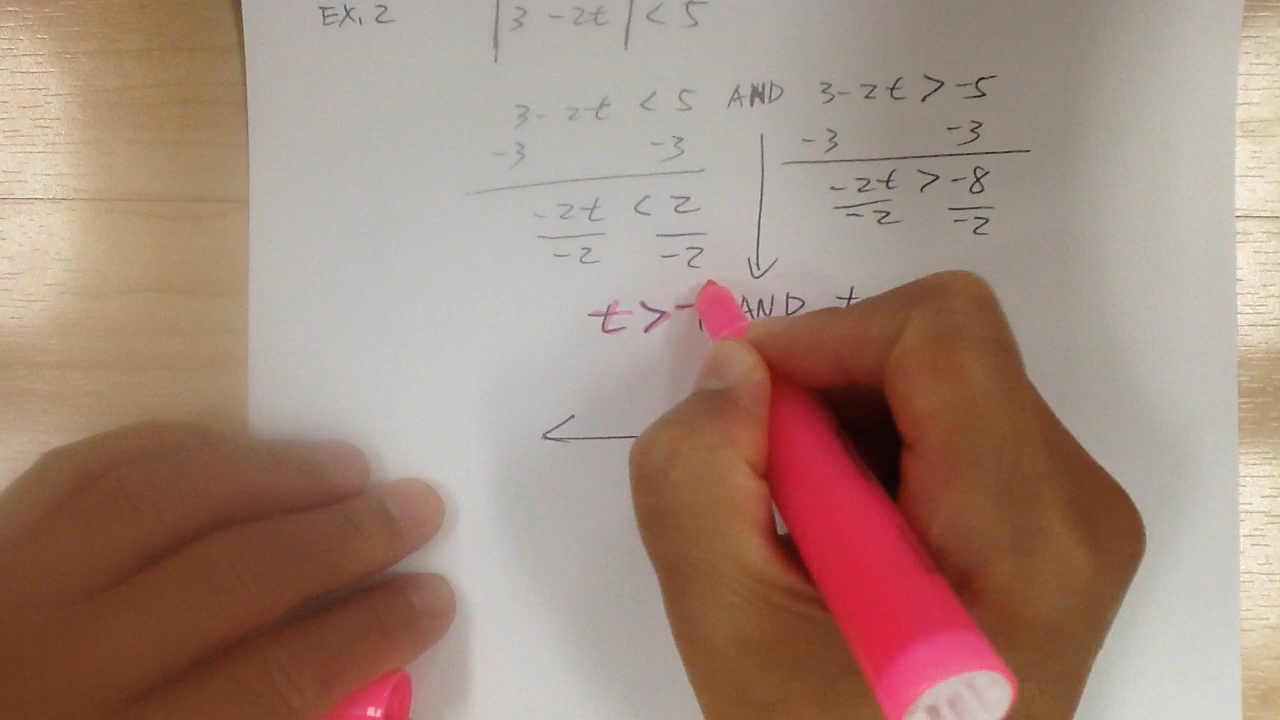 EX. 2 |3 - 2t| < 5
3 - 2t < 5 AND 3 - 2t > -5
-3 -3 -3 -3
-2t < 2 -2t > -8
-2 -2 -2 -2
t > - AND t